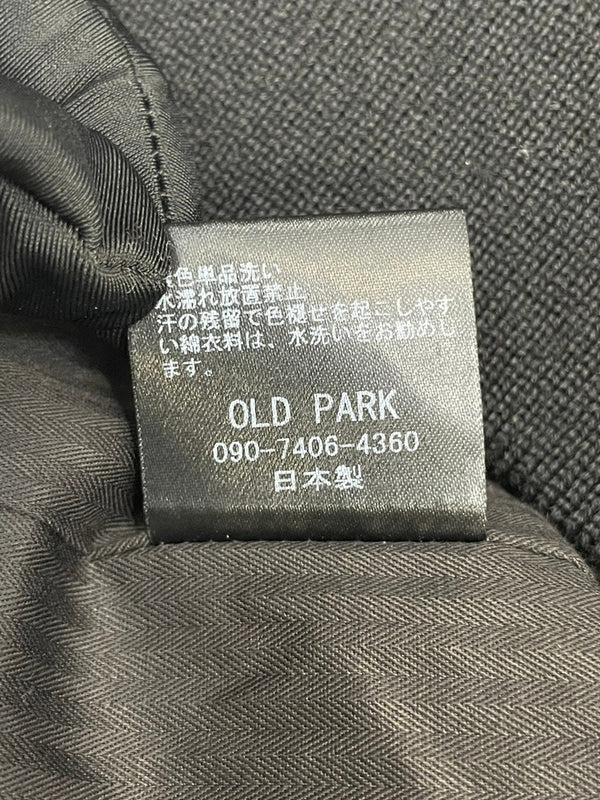 色単品洗い
水濡れ放置禁止
汗の残留で色褪せを起こしやす
い綿衣料は、水洗いをお勧めし
ます。
OLD PARK
090-7406-4360
日本製